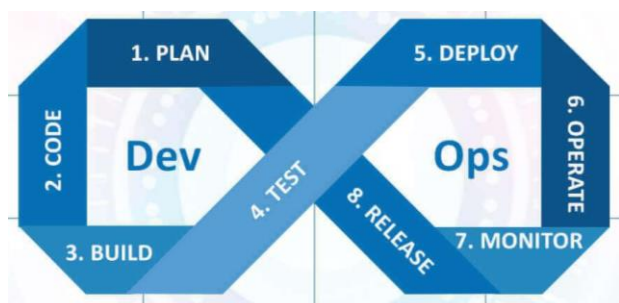 1. PLAN
2. CODE
Dev
3. BUILD
4. TEST
5. DEPLOY
6. OPERATE
Ops
7. MONITOR
8. RELEASE